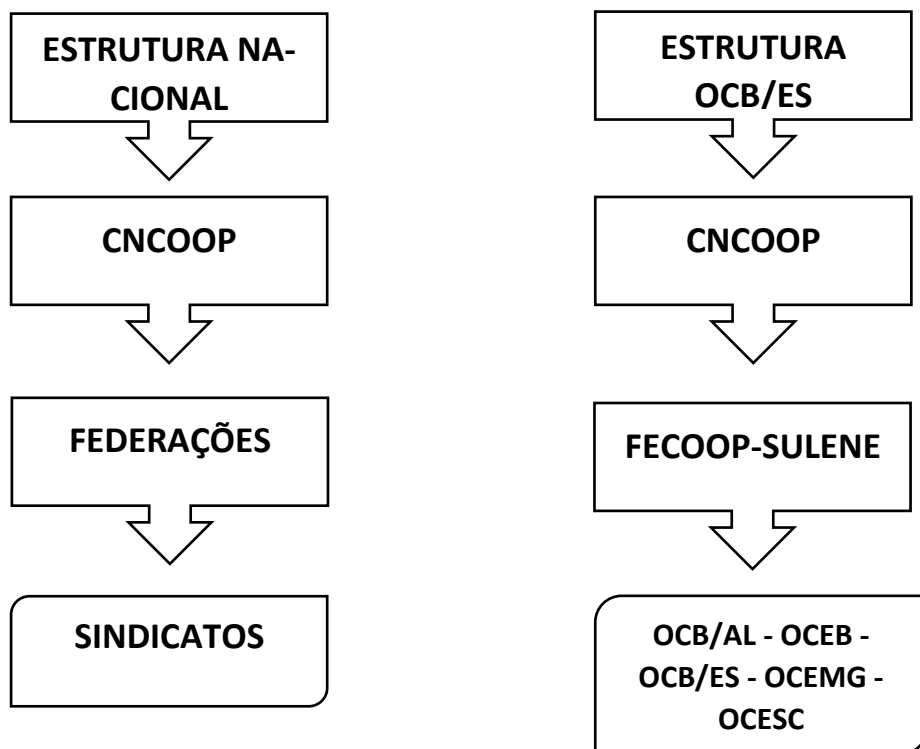 ESTRUTURA NA-
CIONAL
CNCOOP
FEDERAÇÕES
SINDICATOS
ESTRUTURA
OCB/ES
CNCOOP
FECOOP-SULENE
OCB/AL - OCEB -
OCB/ES - OCEMG -
OCESC